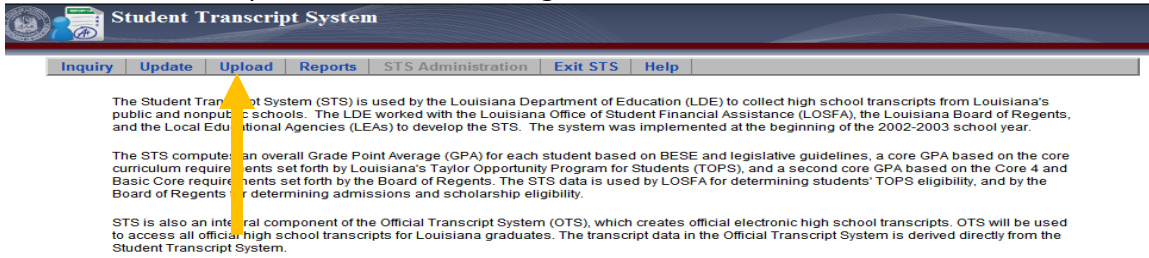 Student Transcript System
Inquiry Update Upload Reports STS Administration Exit STS Help
The Student Transcript System (STS) is used by the Louisiana Department of Education (LDE) to collect high school transcripts from Louisiana's
public and nonpublic schools. The LDE worked with the Louisiana Office of Student Financial Assistance (LOSFA), the Louisiana Board of Regents,
and the Local Educational Agencies (LEAs) to develop the STS. The system was implemented at the beginning of the 2002-2003 school year.
The STS computes an overall Grade Point Average (GPA) for each student based on BESE and legislative guidelines, a core GPA based on the core
curriculum requirements set forth by Louisiana's Taylor Opportunity Program for Students (TOPS), and a second core GPA based on the Core 4 and
Basic Core requirements set forth by the Board of Regents. The STS data is used by LOSFA for determining students' TOPS eligibility, and by the
Board of Regents for determining admissions and scholarship eligibility.
STS is also an integral component of the Official Transcript System (OTS), which creates official electronic high school transcripts. OTS will be used
to access all official high school transcripts for Louisiana graduates. The transcript data in the Official Transcript System is derived directly from the
Student Transcript System.